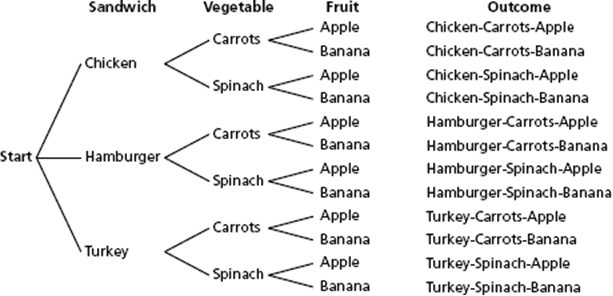 Sandwich Vegetable Fruit Outcome
Apple Chicken-Carrots-Apple
Carrots
Banana Chicken-Carrots-Banana
Chicken
Apple Chicken-Spinach-Apple
Spinach
Banana Chicken-Spinach-Banana
Apple Hamburger-Carrots-Apple
Carrots
Banana Hamburger-Carrots-Banana
Start Hamburger
Apple Hamburger-Spinach-Apple
Spinach
Banana Hamburger-Spinach-Banana
Apple Turkey-Carrots-Apple
Carrots
Banana Turkey-Carrots-Banana
Turkey
Apple Turkey-Spinach-Apple
Spinach
Banana Turkey-Spinach-Banana